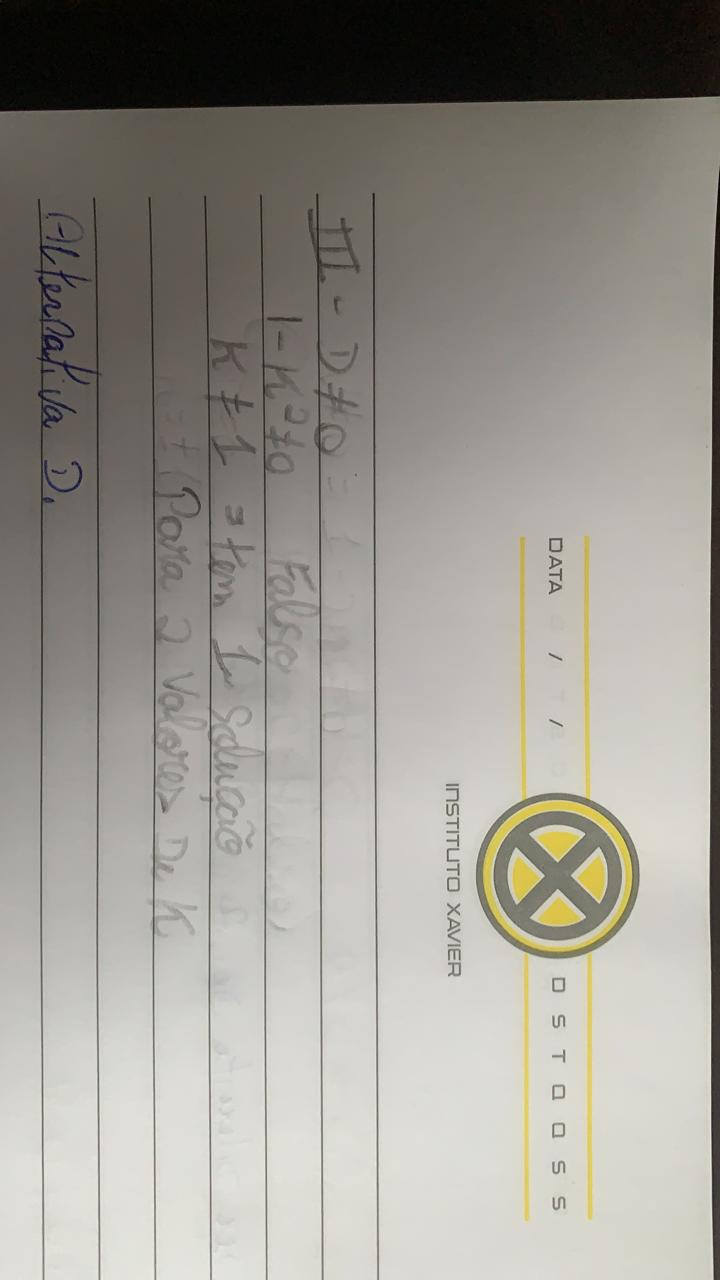 DATA / / D S T Q Q S S
INSTITUTO XAVIER
III - D≠0
1-K²≠0 Falso
K ≠ 1 ⇒ tem 1 solução
(Para 2 Valores De K
Alternativa D.